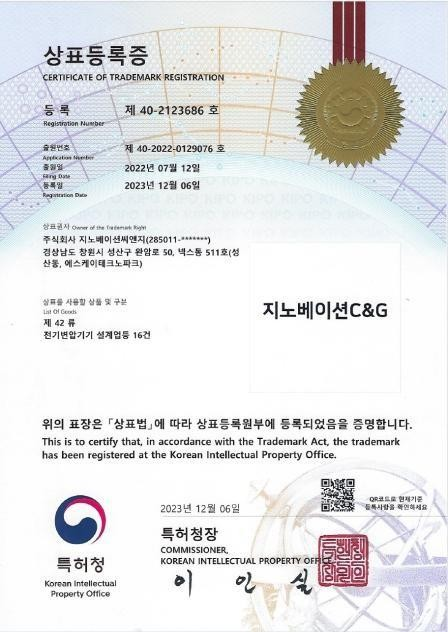 상표등록증
CERTIFICATE OF TRADEMARK REGISTRATION
등 록 제 40-2123686 호
Registration Number
출원번호 제 40-2022-0129076 호
Application Number
출원일 2022년 07월 12일
Filing Date
등록일 2023년 12월 06일
Registration Date
상표권자 Owner of the Trademark Right
주식회사 지노베이션씨앤지(285011-*******)
경상남도 창원시 성산구 완암로 50, 넥스동 511호(성
산동, 에스케이테크노파크)
상표를 사용할 상품 및 구분
List Of Goods
제 42 류
전기변압기기 설계업등 16건
지노베이션C&G
위의 표장은 「상표법」에 따라 상표등록원부에 등록되었음을 증명합니다.
This is to certify that, in accordance with the Trademark Act, the trademark
has been registered at the Korean Intellectual Property Office.
2023년 12월 06일
QR코드로 현재기준
등록사항을 확인하세요
특허청
Korean Intellectual
Property Office
특허청장
COMMISSIONER,
KOREAN INTELLECTUAL PROPERTY OFFICE
이 인 실